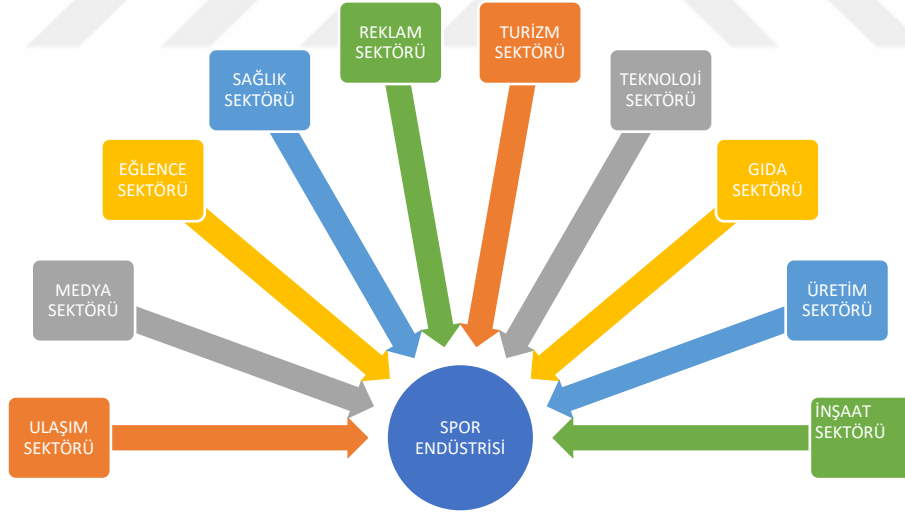 REKLAM
SEKTÖRÜ
TURİZM
SEKTÖRÜ
SAĞLIK
SEKTÖRÜ
TEKNOLOJİ
SEKTÖRÜ
EĞLENCE
SEKTÖRÜ
GIDA
SEKTÖRÜ
MEDYA
SEKTÖRÜ
ÜRETİM
SEKTÖRÜ
ULAŞIM
SEKTÖRÜ
SPOR
ENDÜSTRİSİ
İNŞAAT
SEKTÖRÜ